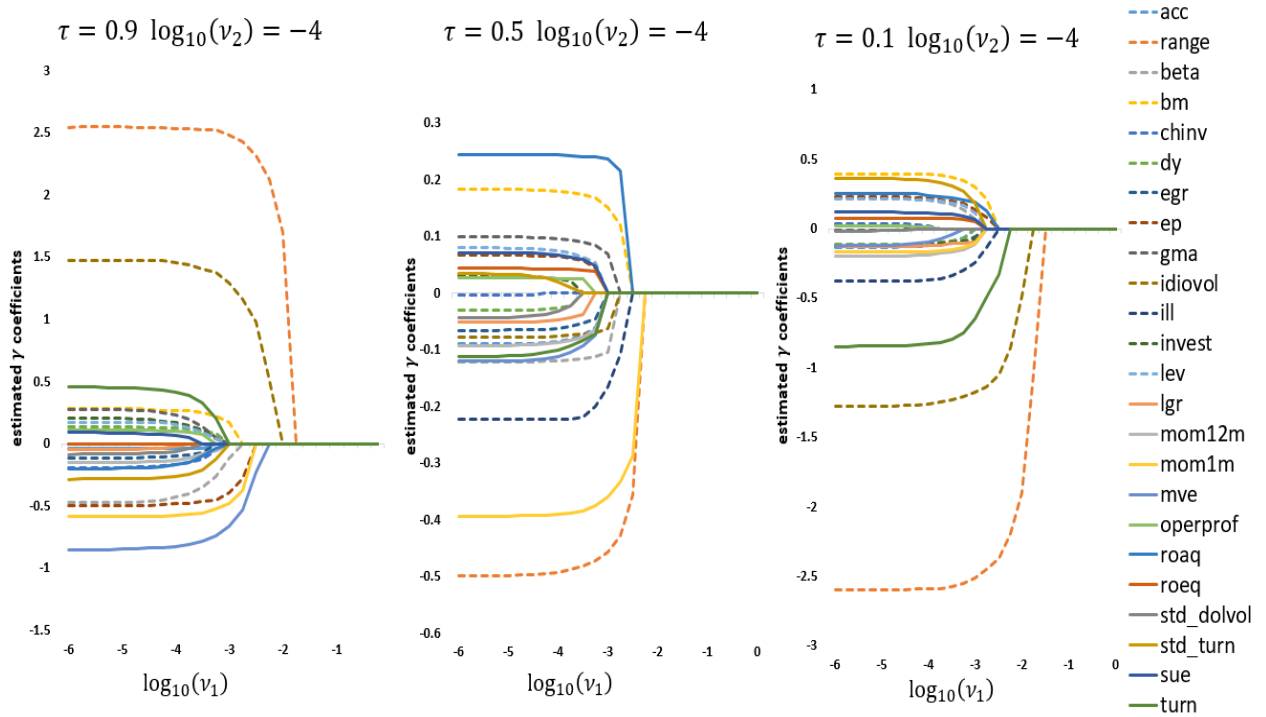 τ = 0.9 log₁₀(ν₂) = −4
3
2.5
2
1.5
1
0.5
0
-0.5
-1
-1.5
estimated γ coefficients
-6 -5 -4 -3 -2 -1
log₁₀(ν₁)
τ = 0.5 log₁₀(ν₂) = −4
0.3
0.2
0.1
0
-0.1
-0.2
-0.3
-0.4
-0.5
-0.6
estimated γ coefficients
-6 -5 -4 -3 -2 -1 0
log₁₀(ν₁)
τ = 0.1 log₁₀(ν₂) = −4
1
0.5
0
-0.5
-1
-1.5
-2
-2.5
-3
estimated γ coefficients
-6 -5 -4 -3 -2 -1 0
log₁₀(ν₁)
acc
range
beta
bm
chinv
dy
egr
ep
gma
idiovol
ill
invest
lev
lgr
mom12m
mom1m
mve
operprof
roaq
roeq
std_dolvol
std_turn
sue
turn